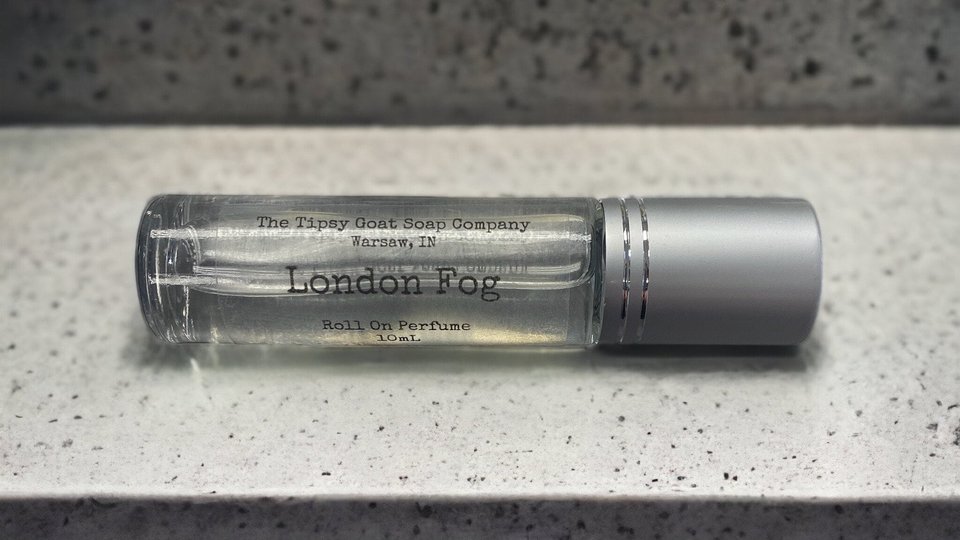 The Tipsy Goat Soap Company
Warsaw, IN
London Fog
Roll On Perfume
10mL